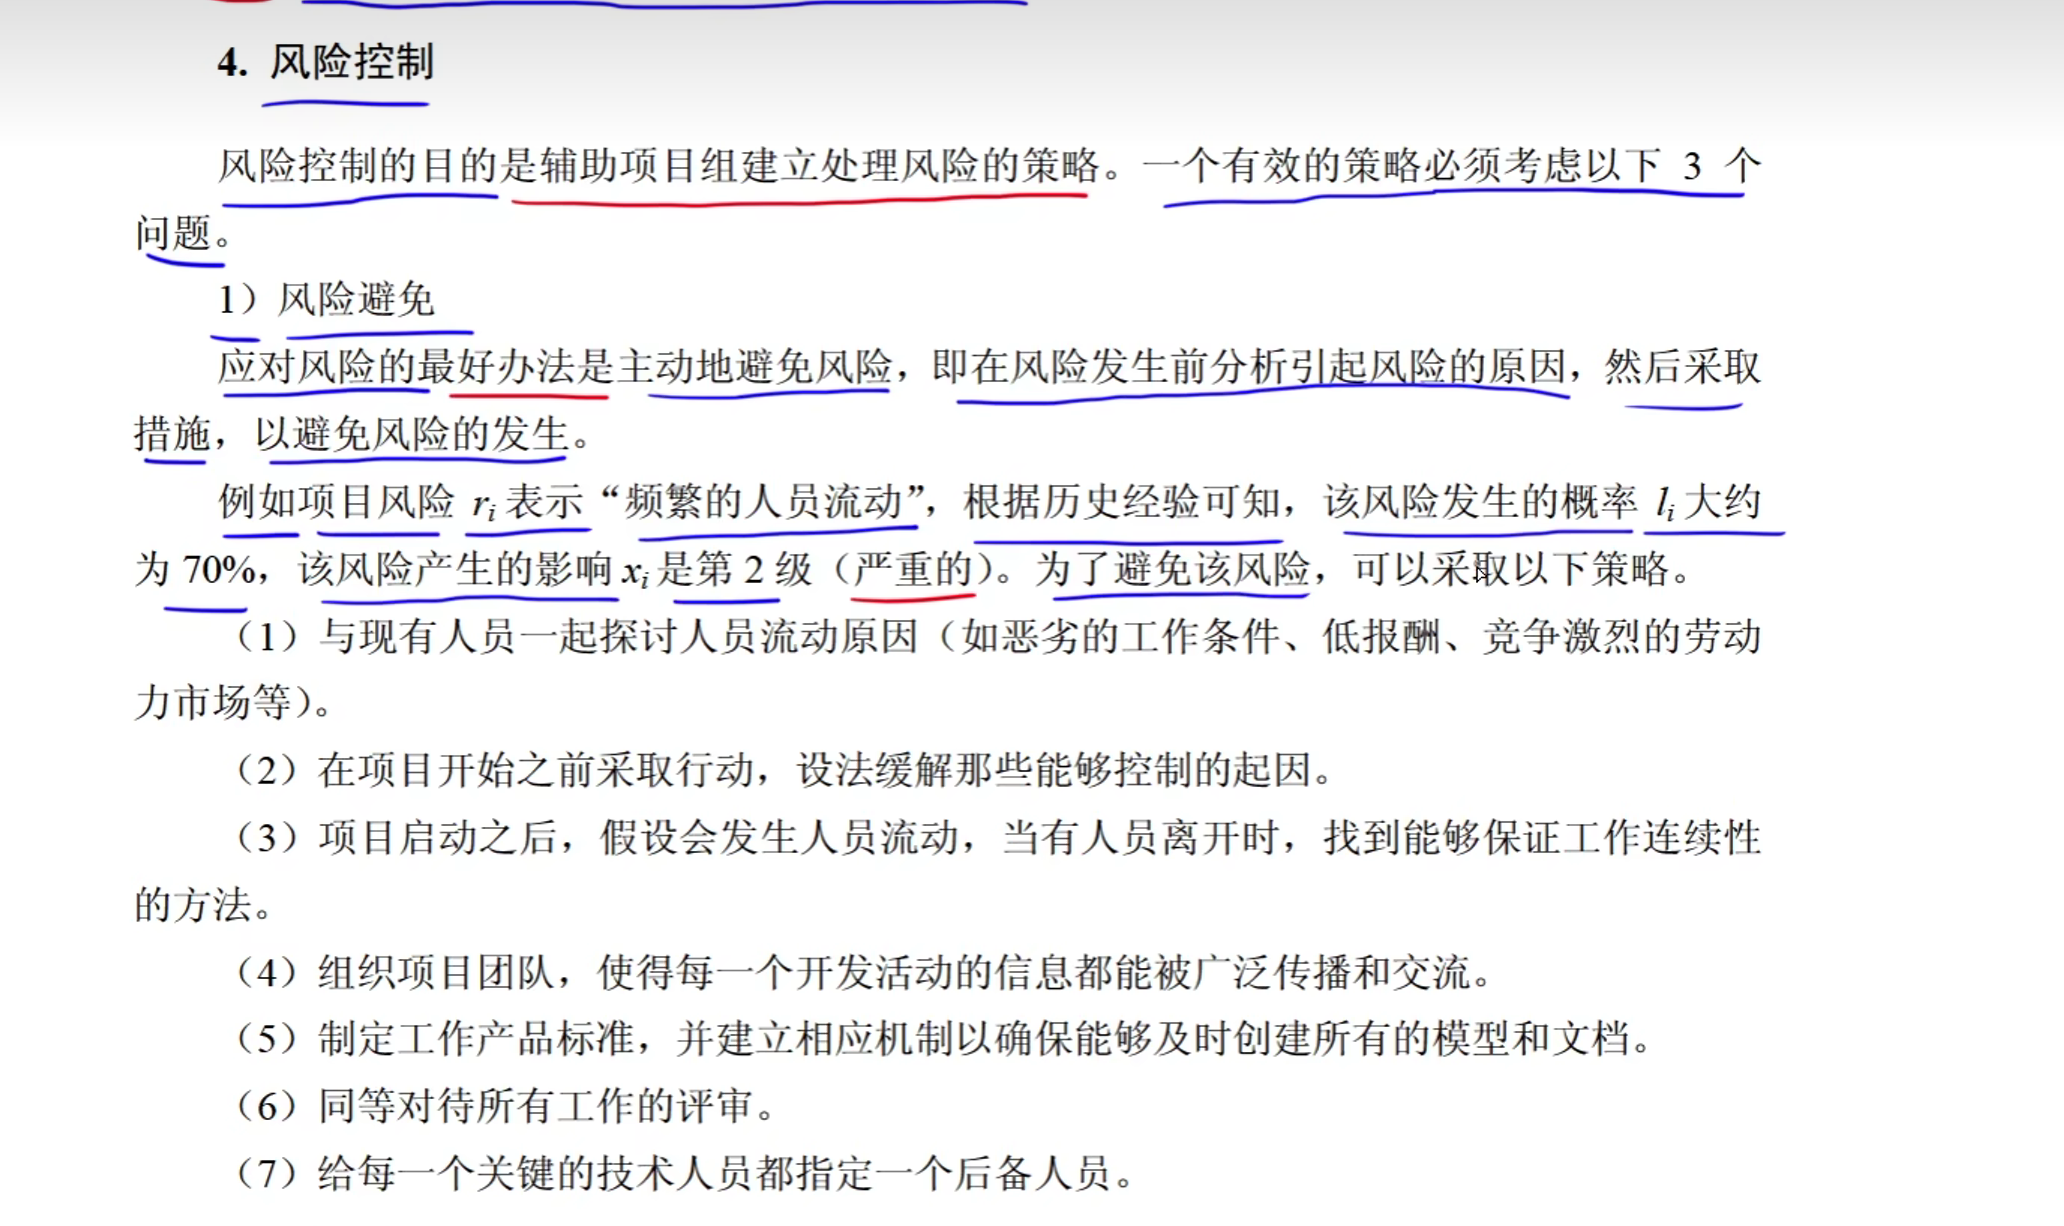 4. 风险控制
风险控制的目的是辅助项目组建立处理风险的策略。一个有效的策略必须考虑以下 3 个
问题。
1）风险避免
应对风险的最好办法是主动地避免风险，即在风险发生前分析引起风险的原因，然后采取
措施，以避免风险的发生。
例如项目风险 ri 表示“频繁的人员流动”，根据历史经验可知，该风险发生的概率 li 大约
为 70%，该风险产生的影响 xi 是第 2 级（严重的）。为了避免该风险，可以采取以下策略。
（1）与现有人员一起探讨人员流动原因（如恶劣的工作条件、低报酬、竞争激烈的劳动
力市场等）。
（2）在项目开始之前采取行动，设法缓解那些能够控制的起因。
（3）项目启动之后，假设会发生人员流动，当有人员离开时，找到能够保证工作连续性
的方法。
（4）组织项目团队，使得每一个开发活动的信息都能被广泛传播和交流。
（5）制定工作产品标准，并建立相应机制以确保能够及时创建所有的模型和文档。
（6）同等对待所有工作的评审。
（7）给每一个关键的技术人员都指定一个后备人员。